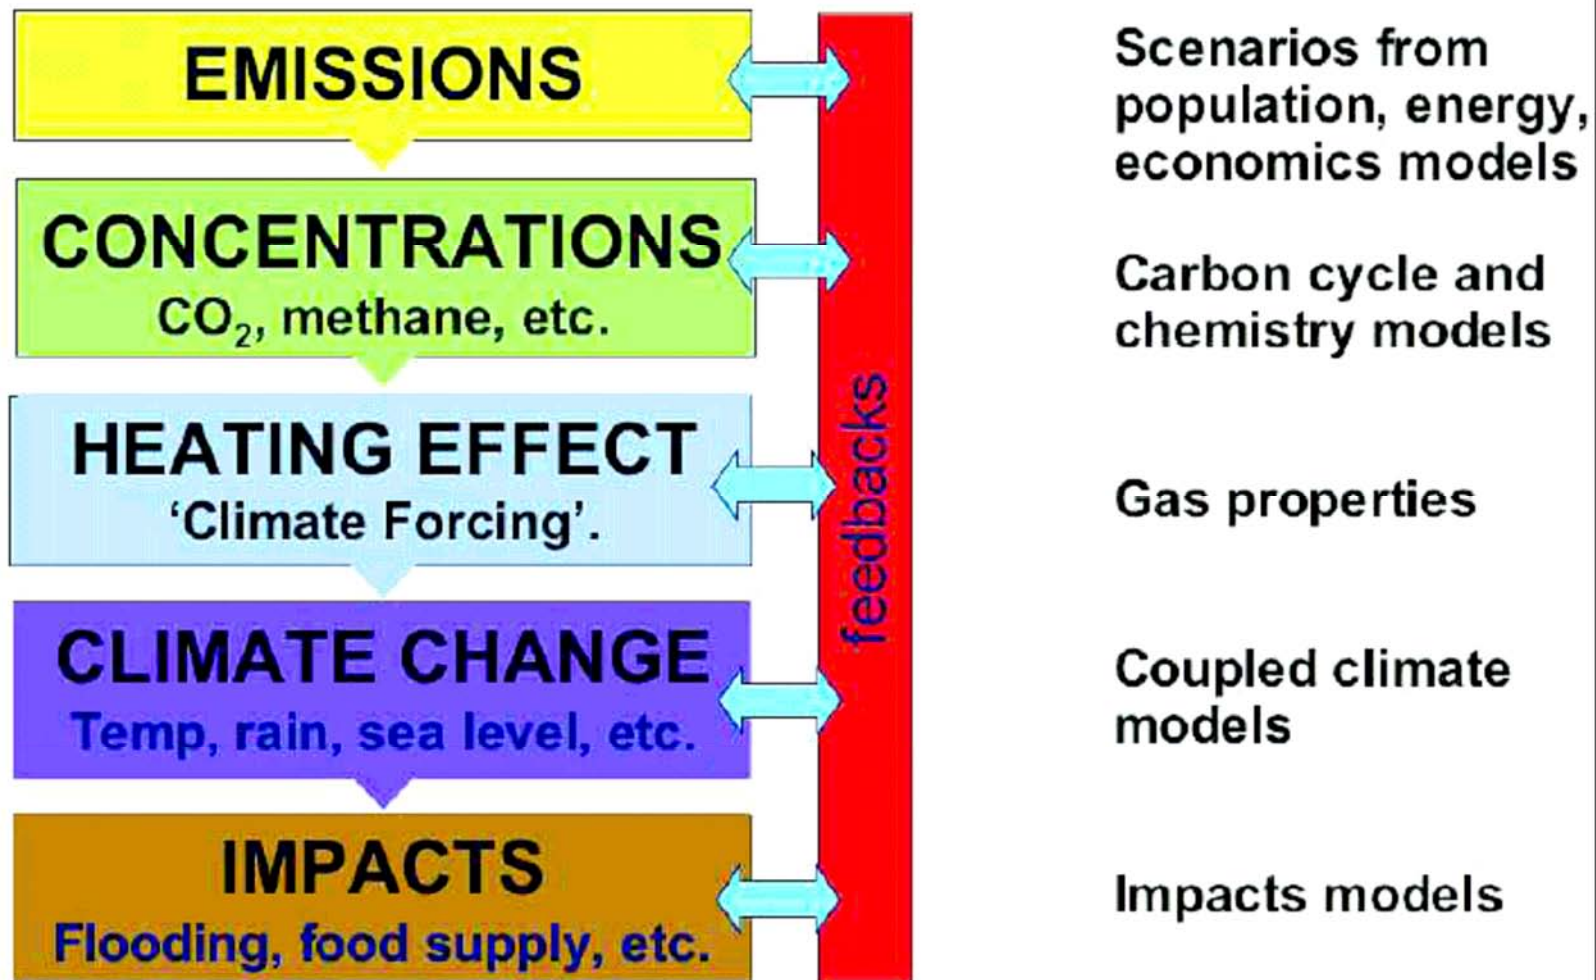 EMISSIONS
CONCENTRATIONS
CO₂, methane, etc.
HEATING EFFECT
‘Climate Forcing’.
CLIMATE CHANGE
Temp, rain, sea level, etc.
IMPACTS
Flooding, food supply, etc.
feedbacks
Scenarios from
population, energy,
economics models
Carbon cycle and
chemistry models
Gas properties
Coupled climate
models
Impacts models